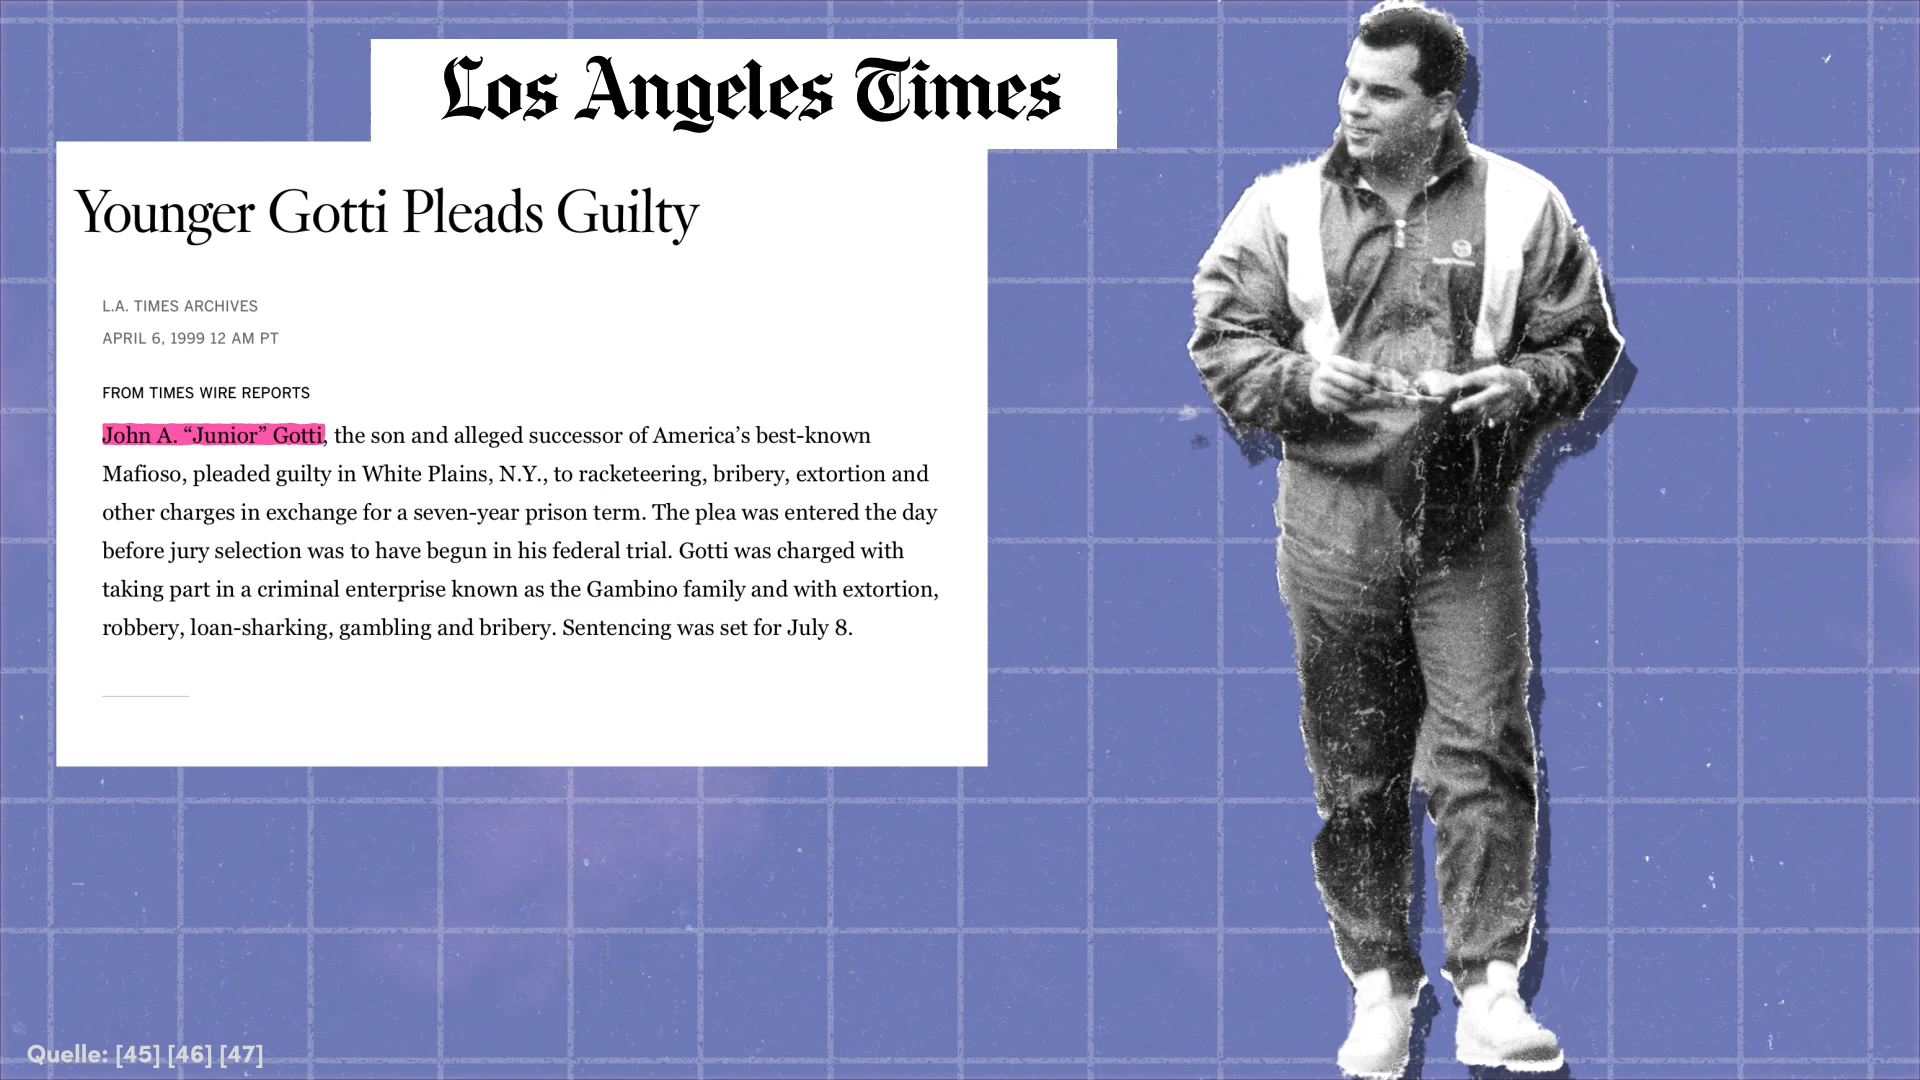 Los Angeles Times
Younger Gotti Pleads Guilty
L.A. TIMES ARCHIVES
APRIL 6, 1999 12 AM PT
FROM TIMES WIRE REPORTS
John A. “Junior” Gotti, the son and alleged successor of America’s best-known
Mafioso, pleaded guilty in White Plains, N.Y., to racketeering, bribery, extortion and
other charges in exchange for a seven-year prison term. The plea was entered the day
before jury selection was to have begun in his federal trial. Gotti was charged with
taking part in a criminal enterprise known as the Gambino family and with extortion,
robbery, loan-sharking, gambling and bribery. Sentencing was set for July 8.
Quelle: [45] [46] [47]